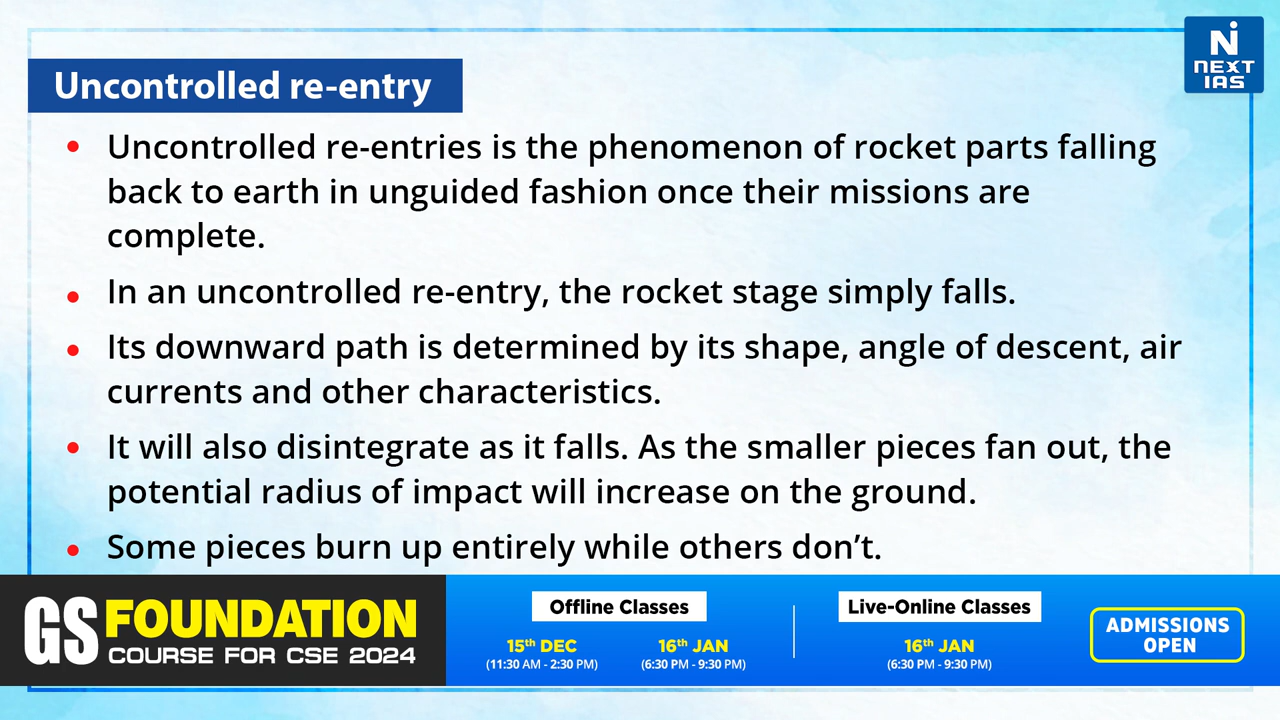 NEXT
IAS
Uncontrolled re-entry
• Uncontrolled re-entries is the phenomenon of rocket parts falling
back to earth in unguided fashion once their missions are
complete.
• In an uncontrolled re-entry, the rocket stage simply falls.
• Its downward path is determined by its shape, angle of descent, air
currents and other characteristics.
• It will also disintegrate as it falls. As the smaller pieces fan out, the
potential radius of impact will increase on the ground.
• Some pieces burn up entirely while others don’t.
GS FOUNDATION
COURSE FOR CSE 2024
Offline Classes
15th DEC
(11:30 AM - 2:30 PM)
16th JAN
(6:30 PM - 9:30 PM)
Live-Online Classes
16th JAN
(6:30 PM - 9:30 PM)
ADMISSIONS
OPEN